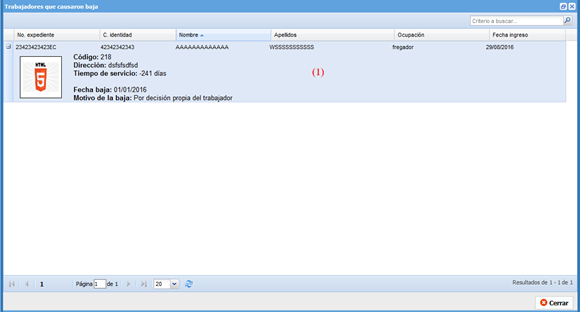 Trabajadores que causaron baja
Criterio a buscar...
No. expediente C. identidad Nombre Apellidos Ocupación Fecha ingreso
23423423423EC 42342342343 AAAAAAAAAAAAA WSSSSSSSSSSS fregador 29/08/2016
HTML
5
Código: 218
Dirección: dsfsfsdfsd
Tiempo de servicio: -241 días
(1)
Fecha baja: 01/01/2016
Motivo de la baja: Por decisión propia del trabajador
1 Página 1 de 1 20 Resultados de 1 - 1 de 1
Cerrar